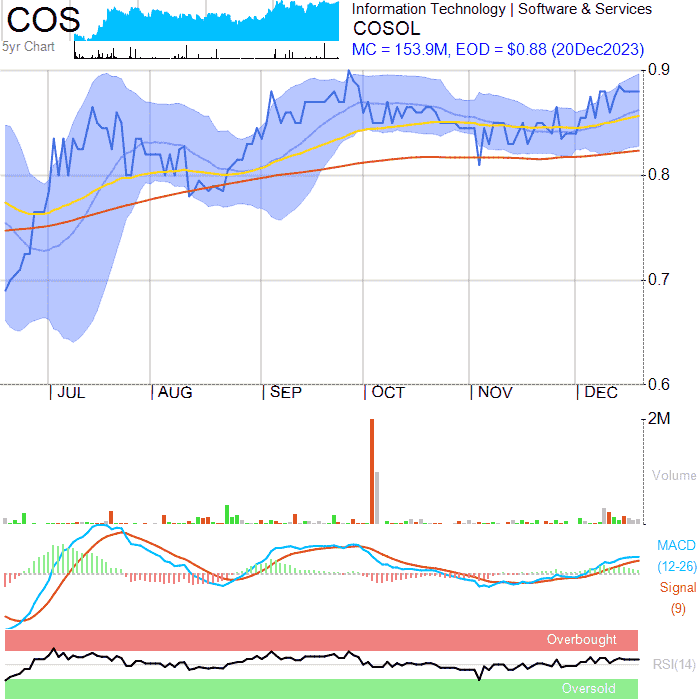 COS
5yr Chart
Information Technology | Software & Services
COSOL
MC = 153.9M, EOD = $0.88 (20Dec2023)
0.9
0.8
0.7
0.6
JUL AUG SEP OCT NOV DEC
2M
Volume
MACD
(12-26)
Signal
(9)
Overbought
RSI(14)
Oversold